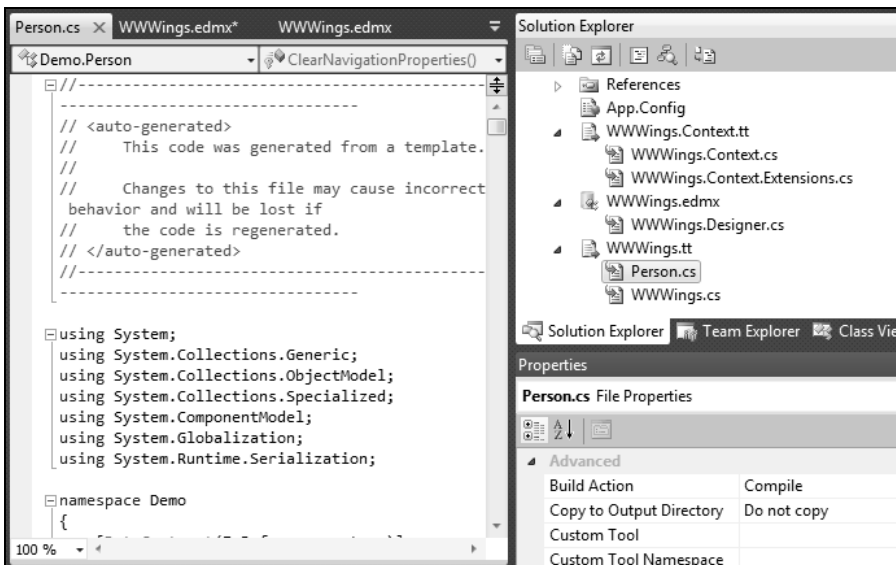 Person.cs × WWWings.edmx* WWWings.edmx
Demo.Person ClearNavigationProperties()
//---------------------------------------------
---------------------------------
// <auto-generated>
//     This code was generated from a template.
//
//     Changes to this file may cause incorrect
behavior and will be lost if
//     the code is regenerated.
// </auto-generated>
//---------------------------------------------
---------------------------------
using System;
using System.Collections.Generic;
using System.Collections.ObjectModel;
using System.Collections.Specialized;
using System.ComponentModel;
using System.Globalization;
using System.Runtime.Serialization;
namespace Demo
{
100 %
Solution Explorer
References
App.Config
WWWings.Context.tt
WWWings.Context.cs
WWWings.Context.Extensions.cs
WWWings.edmx
WWWings.Designer.cs
WWWings.tt
Person.cs
WWWings.cs
Solution Explorer Team Explorer Class Vie
Properties
Person.cs File Properties
Advanced
Build Action Compile
Copy to Output Directory Do not copy
Custom Tool
Custom Tool Namespace